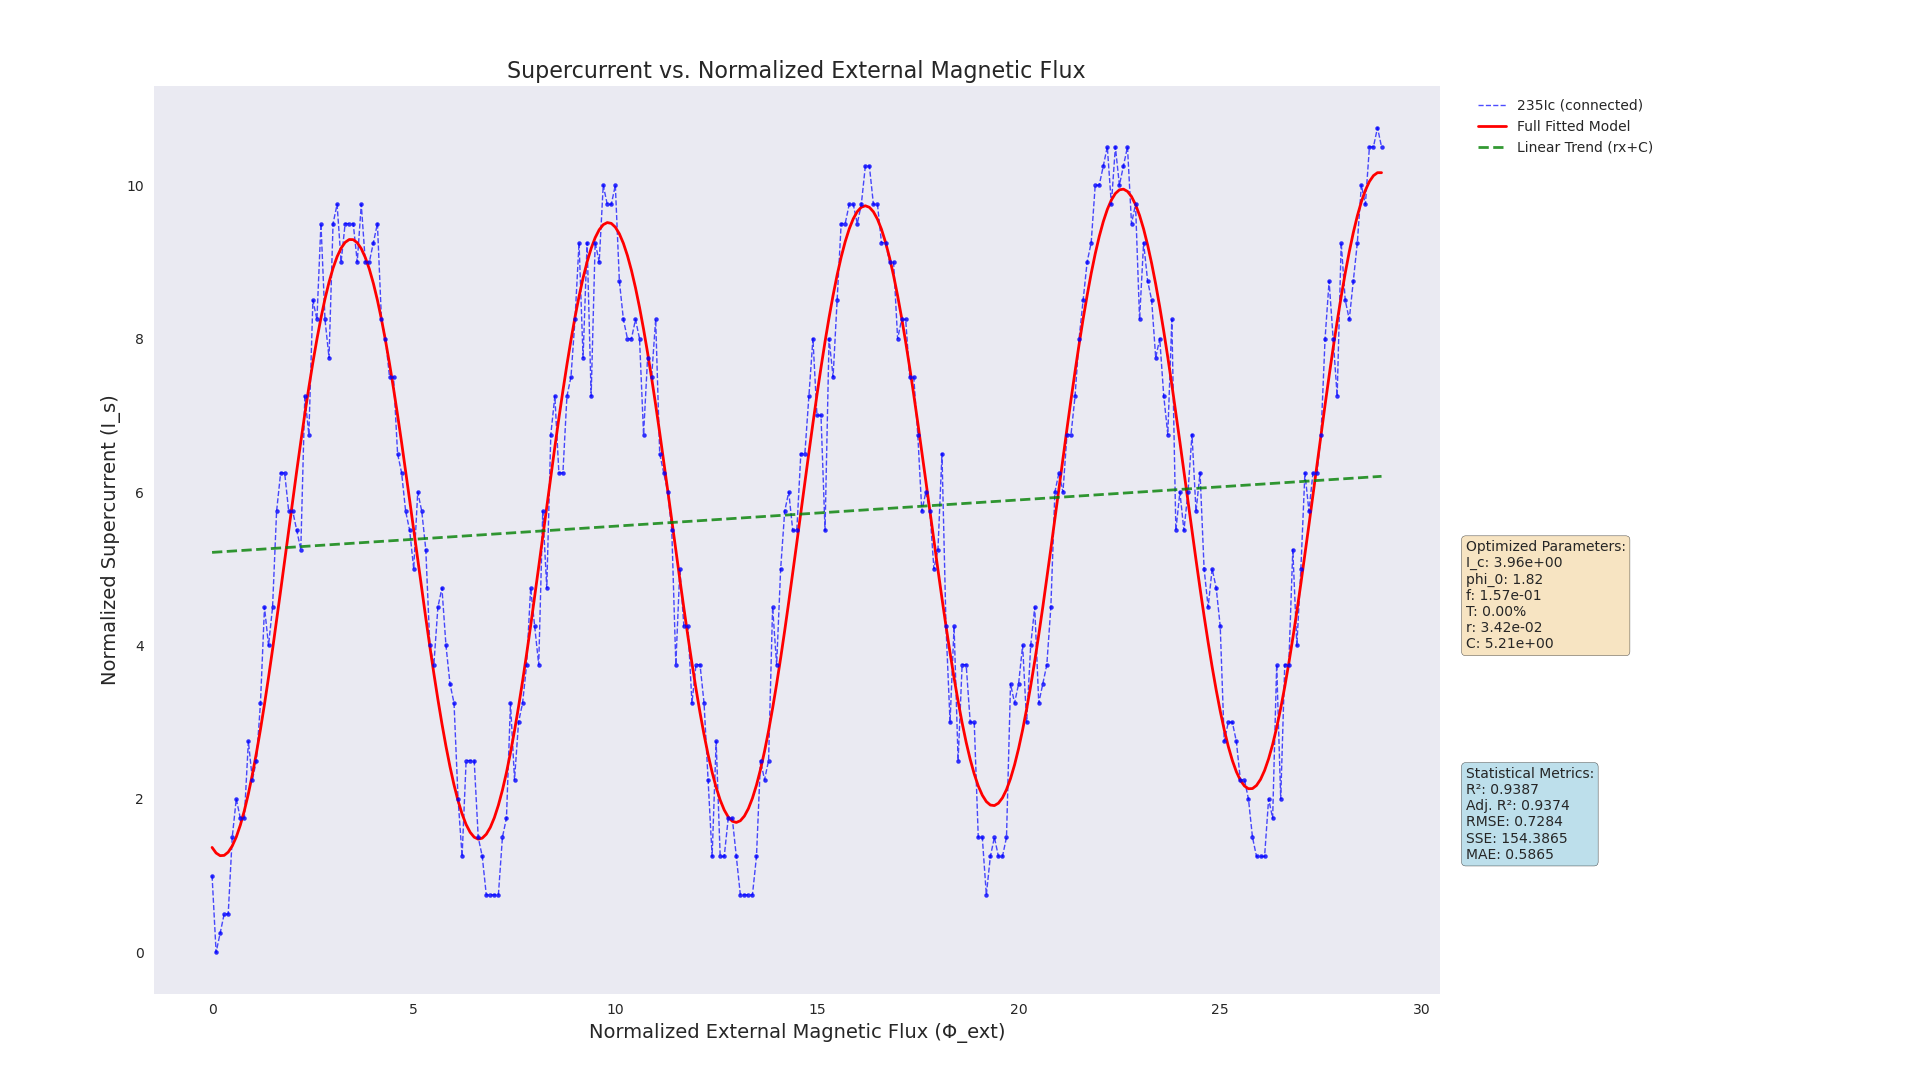 Supercurrent vs. Normalized External Magnetic Flux
235Ic (connected)
Full Fitted Model
Linear Trend (rx+C)
Normalized Supercurrent (I_s)
10
8
6
4
2
0
0 5 10 15 20 25 30
Normalized External Magnetic Flux (Φ_ext)
Optimized Parameters:
I_c: 3.96e+00
phi_0: 1.82
f: 1.57e-01
T: 0.00%
r: 3.42e-02
C: 5.21e+00
Statistical Metrics:
R²: 0.9387
Adj. R²: 0.9374
RMSE: 0.7284
SSE: 154.3865
MAE: 0.5865